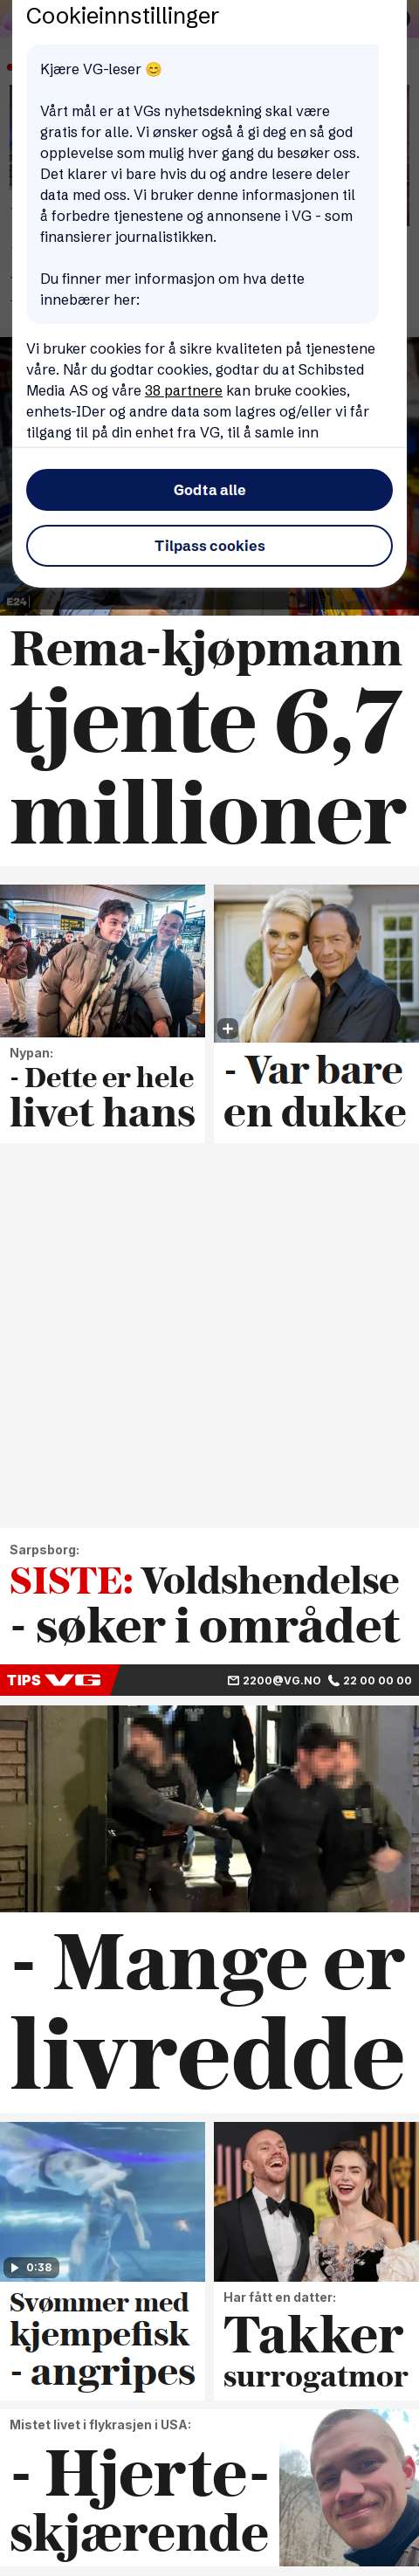 Cookieinnstillinger
Kjære VG-leser 😊
Vårt mål er at VGs nyhetsdekning skal være
gratis for alle. Vi ønsker også å gi deg en så god
opplevelse som mulig hver gang du besøker oss.
Det klarer vi bare hvis du og andre lesere deler
data med oss. Vi bruker denne informasjonen til
å forbedre tjenestene og annonsene i VG - som
finansierer journalistikken.
Du finner mer informasjon om hva dette
innebærer her:
Vi bruker cookies for å sikre kvaliteten på tjenestene
våre. Når du godtar cookies, godtar du at Schibsted
Media AS og våre 38 partnere kan bruke cookies,
enhets-IDer og andre data som lagres og/eller vi får
tilgang til på din enhet fra VG, til å samle inn
Godta alle
Tilpass cookies
E24
Rema-kjøpmann
tjente 6,7
millioner
Nypan:
- Dette er hele
livet hans
- Var bare
en dukke
Sarpsborg:
SISTE: Voldshendelse
- søker i området
TIPS VG
2200@VG.NO 22 00 00 00
- Mange er
livredde
0:38
Svømmer med
kjempefisk
- angripes
Har fått en datter:
Takker
surrogatmor
Mistet livet i flykrasjen i USA:
- Hjerte-
skjærende